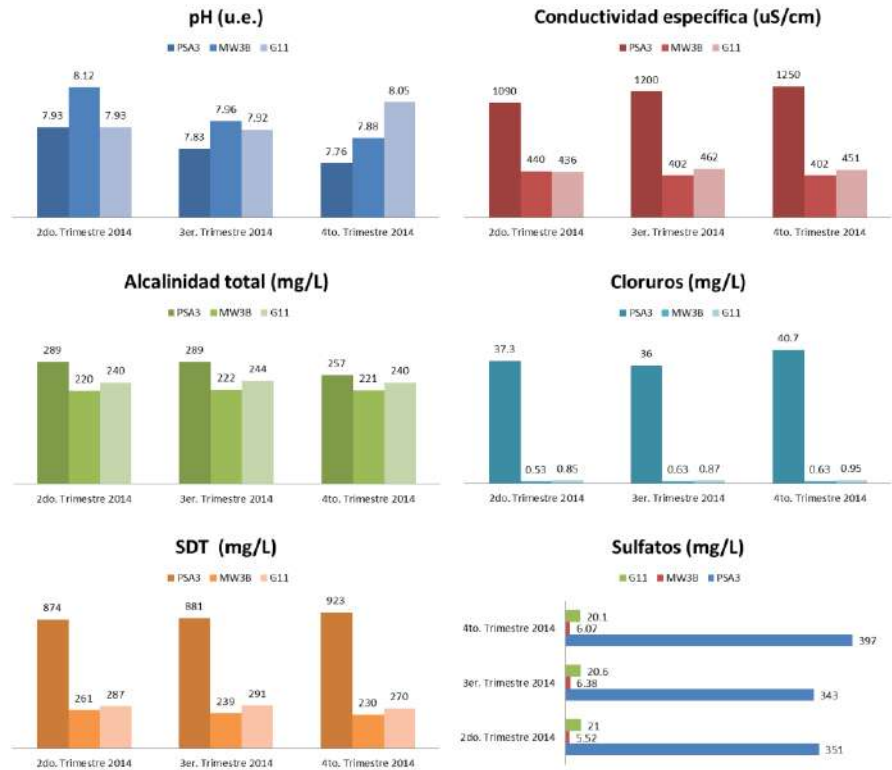 pH (u.e.)
PSA3 MW3B G11
8.12
7.93 7.93
7.96
7.83 7.92
8.05
7.76 7.88
2do. Trimestre 2014 3er. Trimestre 2014 4to. Trimestre 2014
Conductividad específica (uS/cm)
PSA3 MW3B G11
1090 1200 1250
440 436 402 462 402 451
2do. Trimestre 2014 3er. Trimestre 2014 4to. Trimestre 2014
Alcalinidad total (mg/L)
PSA3 MW3B G11
289 220 240 289 222 244 257 221 240
2do. Trimestre 2014 3er. Trimestre 2014 4to. Trimestre 2014
Cloruros (mg/L)
PSA3 MW3B G11
37.3 36 40.7
0.53 0.85 0.63 0.87 0.63 0.95
2do. Trimestre 2014 3er. Trimestre 2014 4to. Trimestre 2014
SDT (mg/L)
PSA3 MW3B G11
874 881 923
261 287 239 291 230 270
2do. Trimestre 2014 3er. Trimestre 2014 4to. Trimestre 2014
Sulfatos (mg/L)
G11 MW3B PSA3
20.1
4to. Trimestre 2014 6.07
397
20.6
3er. Trimestre 2014 6.38
343
21
2do. Trimestre 2014 5.52
351